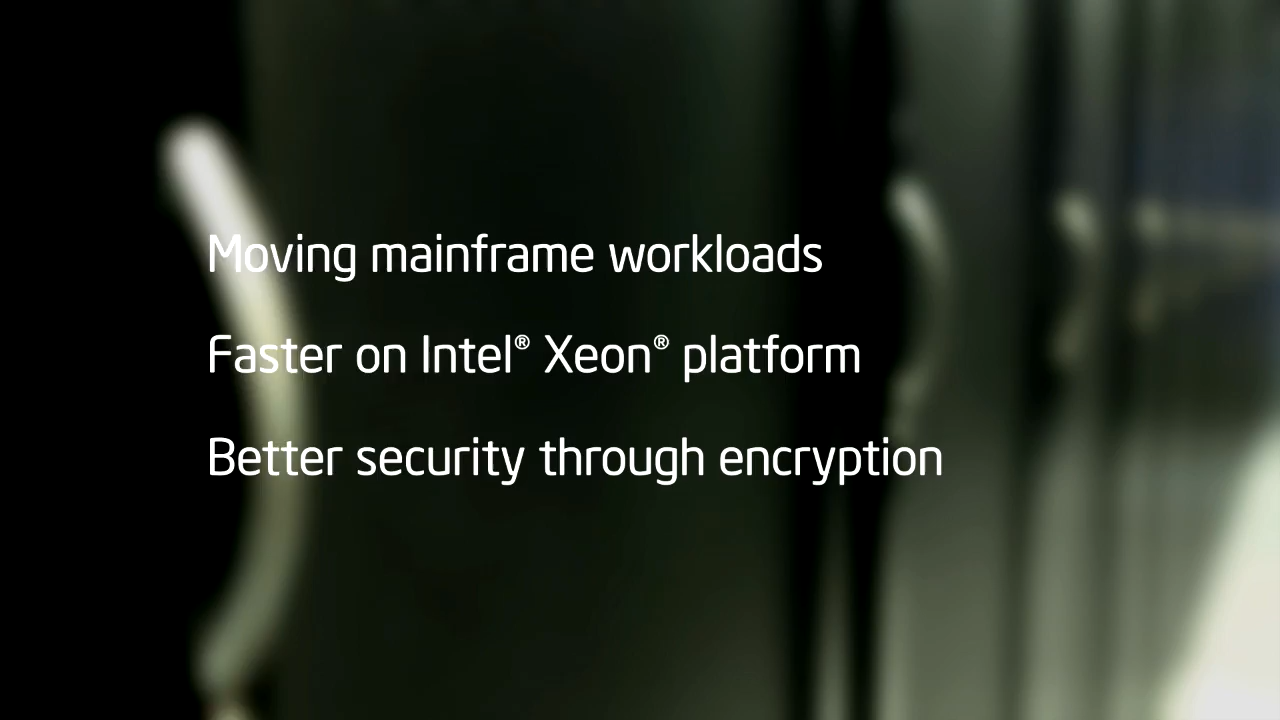 Moving mainframe workloads
Faster on Intel® Xeon® platform
Better security through encryption